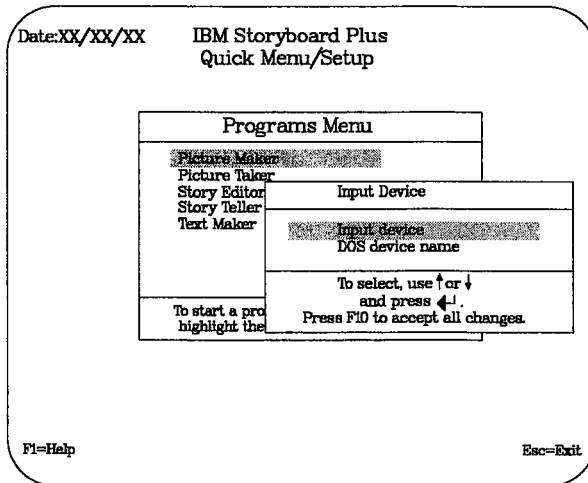 Date:XX/XX/XX
IBM Storyboard Plus
Quick Menu/Setup
Programs Menu
Picture Maker
Picture Taker
Story Editor
Story Teller
Text Maker
To start a pro
highlight the
Input Device
Input device
DOS device name
To select, use ↑ or ↓
and press ↵.
Press F10 to accept all changes.
F1=Help
Esc=Exit